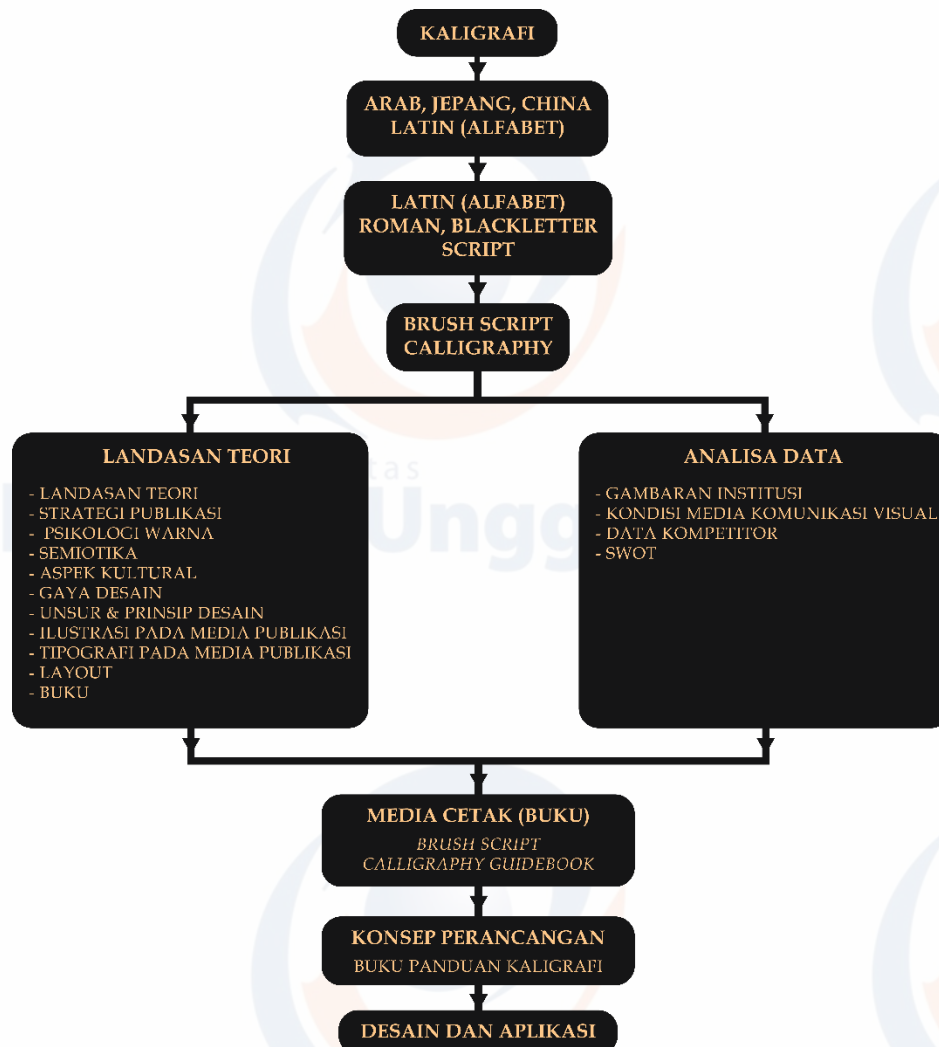 KALIGRAFI
ARAB, JEPANG, CHINA
LATIN (ALFABET)
LATIN (ALFABET)
ROMAN, BLACKLETTER
SCRIPT
BRUSH SCRIPT
CALLIGRAPHY
LANDASAN TEORI
- LANDASAN TEORI
- STRATEGI PUBLIKASI
- PSIKOLOGI WARNA
- SEMIOTIKA
- ASPEK KULTURAL
- GAYA DESAIN
- UNSUR & PRINSIP DESAIN
- ILUSTRASI PADA MEDIA PUBLIKASI
- TIPOGRAFI PADA MEDIA PUBLIKASI
- LAYOUT
- BUKU
ANALISA DATA
- GAMBARAN INSTITUSI
- KONDISI MEDIA KOMUNIKASI VISUAL
- DATA KOMPETITOR
- SWOT
tas
Ungg
MEDIA CETAK (BUKU)
BRUSH SCRIPT
CALLIGRAPHY GUIDEBOOK
KONSEP PERANCANGAN
BUKU PANDUAN KALIGRAFI
DESAIN DAN APLIKASI